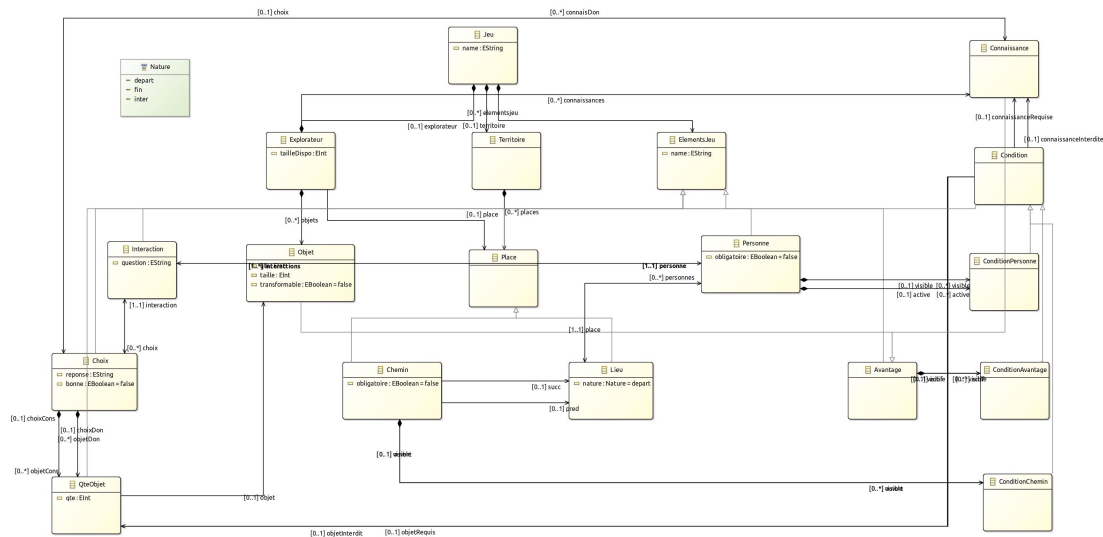 [0..1] choix
[0..*] connaisDon
Jeu
name : EString
Connaissance
Nature
depart
fin
inter
[0..*] connaissances
[0..*] elementsjeu
[0..1] explorateur
[0..1] territoire
[0..1] connaissanceRequise
[0..1] connaissanceInterdite
Explorateur
tailleDispo : EInt
Territoire
ElementsJeu
name : EString
Condition
[0..*] objets
[0..1] place
[0..*] places
Interaction
question : EString
Objet
taille : EInt
transformable : EBoolean = false
Place
Personne
obligatoire : EBoolean = false
ConditionPersonne
[1..1] personne
[0..*] personnes
[0..1] visible
[0..*] visible
[0..1] active
[0..*] active
[1..1] interaction
[1..1] place
[0..*] choix
Choix
reponse : EString
bonne : EBoolean = false
Chemin
obligatoire : EBoolean = false
[0..1] succ
[0..1] pred
Lieu
nature : Nature = depart
Avantage
ConditionAvantage
[0..1] choixCons
[0..1] choixDon
[0..*] objetDon
[0..*] objetCons
QteObjet
qte : EInt
[0..1] objet
ConditionChemin
[0..1] objetInterdit
[0..1] objetRequis